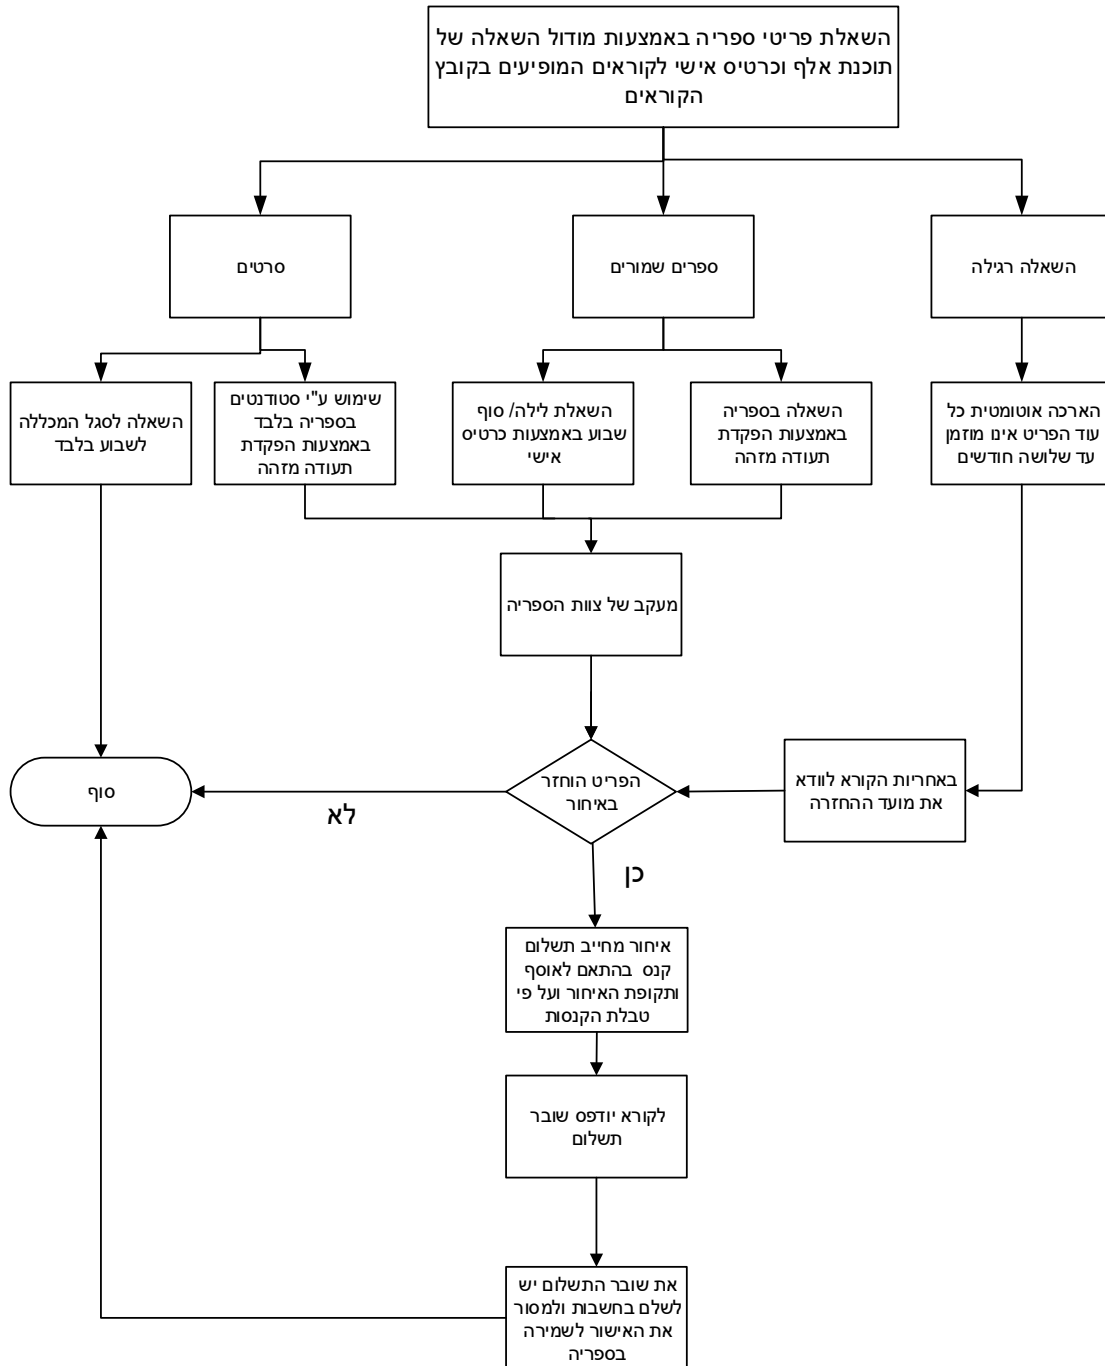 השאלת פריטי ספריה באמצעות מודול השאלה של
תוכנת אלף וכרטיס אישי לקוראים המופיעים בקובץ
הקוראים
השאלה רגילה
ספרים שמורים
סרטים
הארכה אוטומטית כל
עוד הפריט אינו מוזמן
עד שלושה חודשים
השאלה בספריה
באמצעות הפקדת
תעודה מזהה
השאלת לילה/ סוף
שבוע באמצעות כרטיס
אישי
שימוש ע"י סטודנטים
בספריה בלבד
באמצעות הפקדת
תעודה מזהה
השאלה לסגל המכללה
לשבוע בלבד
מעקב של צוות הספריה
באחריות הקורא לוודא
את מועד ההחזרה
הפריט הוחזר
באיחור
סוף
לא
כן
איחור מחייב תשלום
קנס בהתאם לאוסף
ותקופת האיחור ועל פי
טבלת הקנסות
לקורא יודפס שובר
תשלום
את שובר התשלום יש
לשלם בחשבות ולמסור
את האישור לשמירה
בספריה